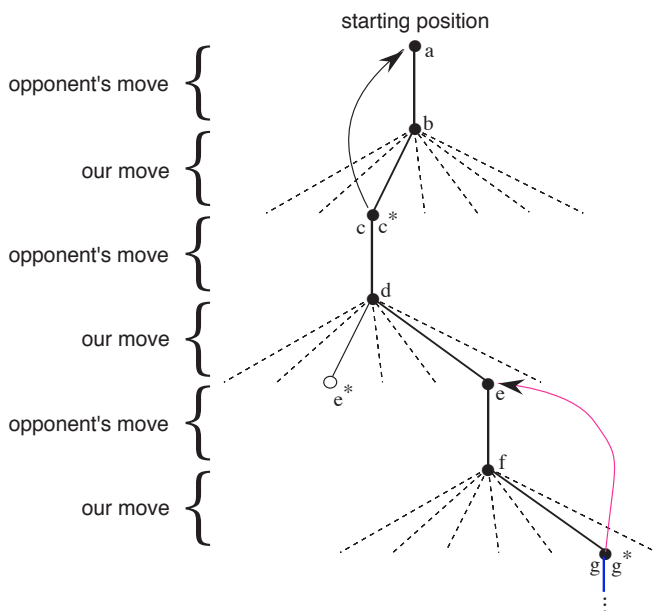 starting position
a
opponent's move
b
our move
c c*
opponent's move
d
our move
e*
e
opponent's move
f
our move
g g*